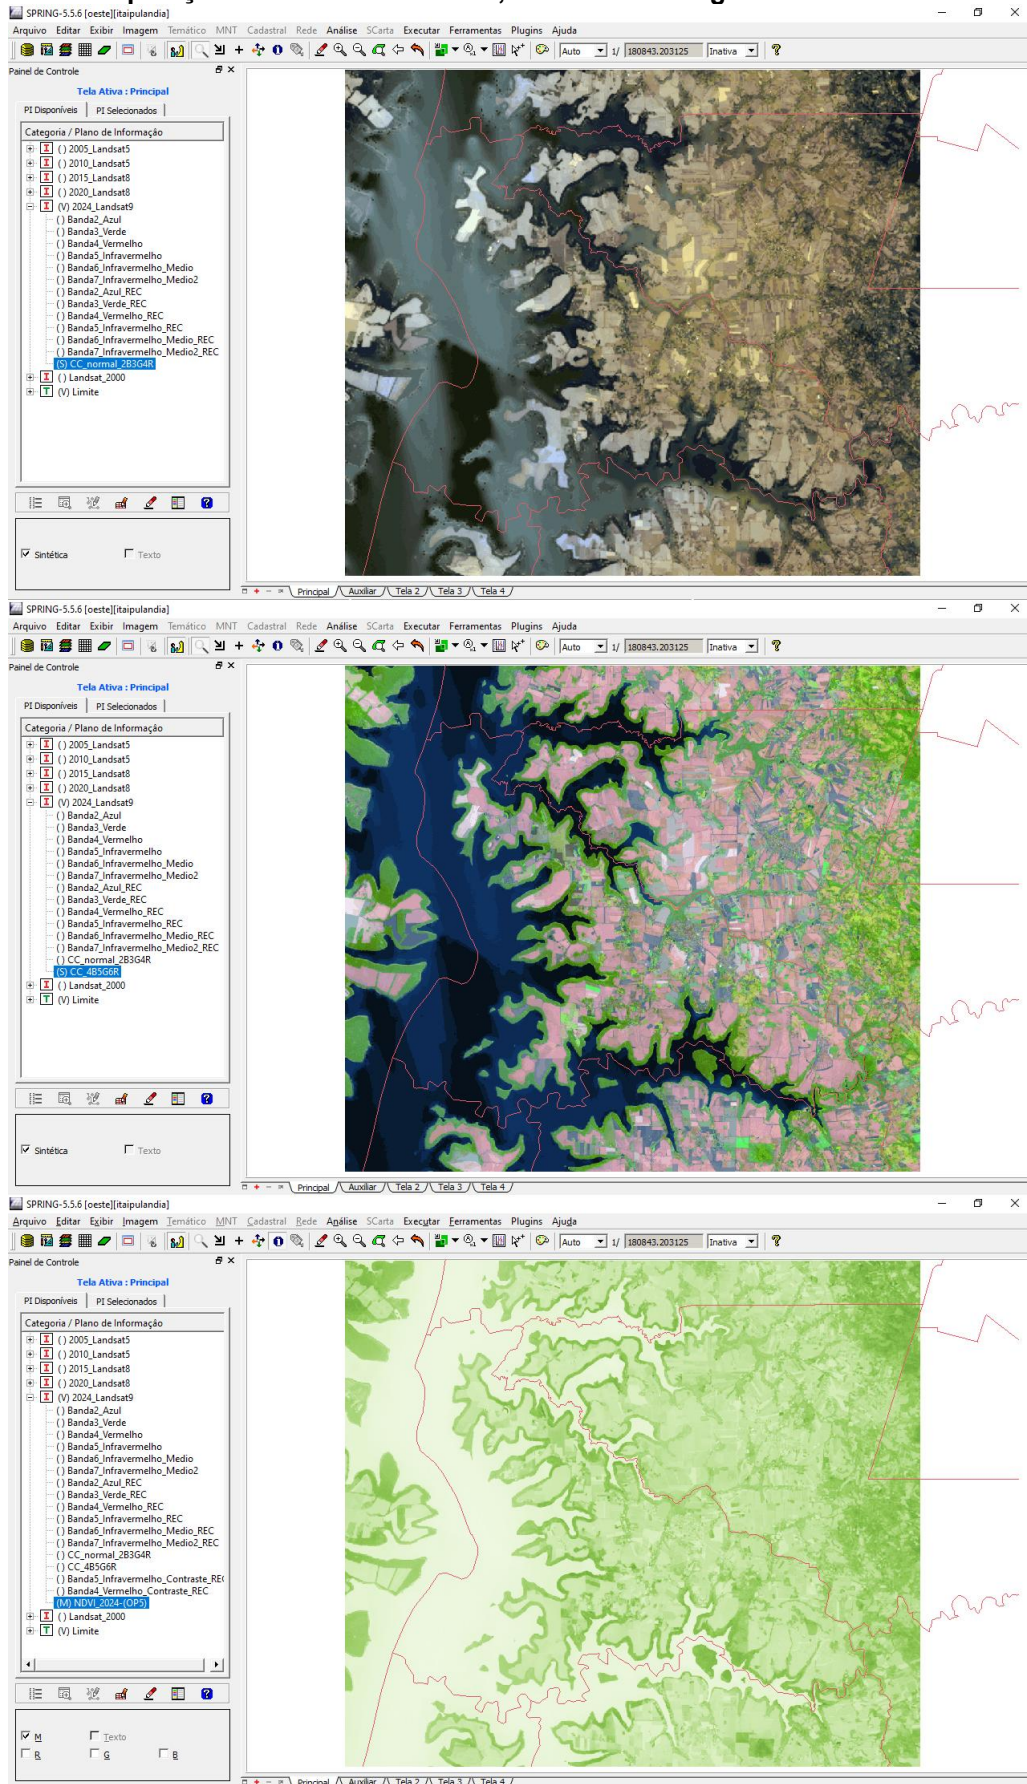 SPRING-5.5.6 [oeste][itaipulandia]
Arquivo Editar Exibir Imagem Temático MNT Cadastral Rede Análise SCarta Executar Ferramentas Plugins Ajuda
Auto 1/ 180843.203125 Inativa
Painel de Controle
Tela Ativa : Principal
PI Disponíveis PI Selecionados
Categoria / Plano de Informação
( ) 2005_Landsat5
( ) 2010_Landsat5
( ) 2015_Landsat8
( ) 2020_Landsat8
(V) 2024_Landsat9
( ) Banda2_Azul
( ) Banda3_Verde
( ) Banda4_Vermelho
( ) Banda5_Infravermelho
( ) Banda6_Infravermelho_Medio
( ) Banda7_Infravermelho_Medio2
( ) Banda2_Azul_REC
( ) Banda3_Verde_REC
( ) Banda4_Vermelho_REC
( ) Banda5_Infravermelho_REC
( ) Banda6_Infravermelho_Medio_REC
( ) Banda7_Infravermelho_Medio2_REC
(S) CC_normal_2B3G4R
( ) Landsat_2000
(V) Limite
Sintética Texto
Principal Auxiliar Tela 2 Tela 3 Tela 4
SPRING-5.5.6 [oeste][itaipulandia]
Arquivo Editar Exibir Imagem Temático MNT Cadastral Rede Análise SCarta Executar Ferramentas Plugins Ajuda
Auto 1/ 180843.203125 Inativa
Painel de Controle
Tela Ativa : Principal
PI Disponíveis PI Selecionados
Categoria / Plano de Informação
( ) 2005_Landsat5
( ) 2010_Landsat5
( ) 2015_Landsat8
( ) 2020_Landsat8
(V) 2024_Landsat9
( ) Banda2_Azul
( ) Banda3_Verde
( ) Banda4_Vermelho
( ) Banda5_Infravermelho
( ) Banda6_Infravermelho_Medio
( ) Banda7_Infravermelho_Medio2
( ) Banda2_Azul_REC
( ) Banda3_Verde_REC
( ) Banda4_Vermelho_REC
( ) Banda5_Infravermelho_REC
( ) Banda6_Infravermelho_Medio_REC
( ) Banda7_Infravermelho_Medio2_REC
( ) CC_normal_2B3G4R
(S) CC_4B5G6R
( ) Landsat_2000
(V) Limite
Sintética Texto
Principal Auxiliar Tela 2 Tela 3 Tela 4
SPRING-5.5.6 [oeste][itaipulandia]
Arquivo Editar Exibir Imagem Temático MNT Cadastral Rede Análise SCarta Executar Ferramentas Plugins Ajuda
Auto 1/ 180843.203125 Inativa
Painel de Controle
Tela Ativa : Principal
PI Disponíveis PI Selecionados
Categoria / Plano de Informação
( ) 2005_Landsat5
( ) 2010_Landsat5
( ) 2015_Landsat8
( ) 2020_Landsat8
(V) 2024_Landsat9
( ) Banda2_Azul
( ) Banda3_Verde
( ) Banda4_Vermelho
( ) Banda5_Infravermelho
( ) Banda6_Infravermelho_Medio
( ) Banda7_Infravermelho_Medio2
( ) Banda2_Azul_REC
( ) Banda3_Verde_REC
( ) Banda4_Vermelho_REC
( ) Banda5_Infravermelho_REC
( ) Banda6_Infravermelho_Medio_REC
( ) Banda7_Infravermelho_Medio2_REC
( ) CC_normal_2B3G4R
( ) CC_4B5G6R
( ) Banda5_Infravermelho_Contraste_RE
( ) Banda4_Vermelho_Contraste_REC
(M) NDVI_2024-(OP5)
( ) Landsat_2000
(V) Limite
M Texto
R G B
Principal Auxiliar Tela 2 Tela 3 Tela 4